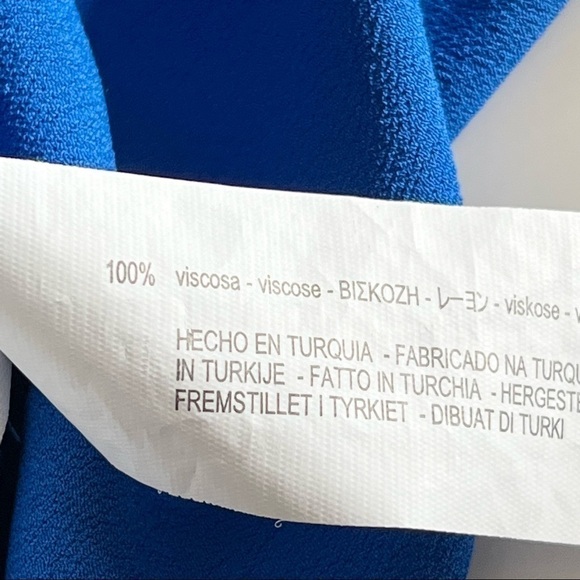 100% viscosa - viscose - ΒΙΣΚΟΖΗ - レーヨン - viskose -
HECHO EN TURQUIA - FABRICADO NA
IN TURKIJE - FATTO IN TURCHIA -
FREMSTILLET I TYRKIET - DIBUAT DI TURKI